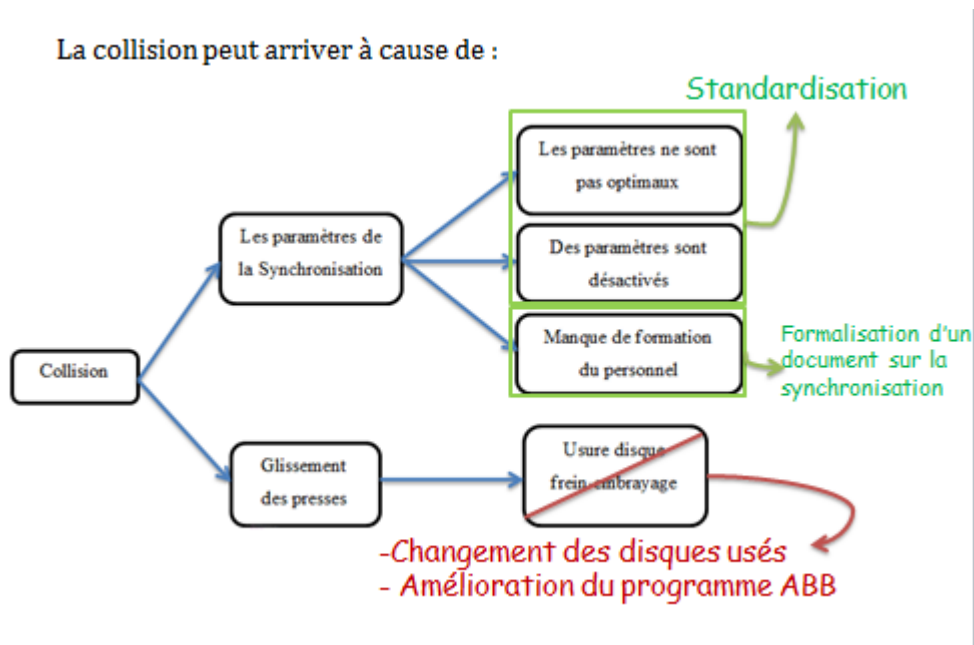 La collision peut arriver à cause de :
Standardisation
Les paramètres ne sont
pas optimaux
Les paramètres de
la Synchronisation
Des paramètres sont
désactivés
Manque de formation
du personnel
Formalisation d'un
document sur la
synchronisation
Collision
Glissement
des presses
Usure disque
frein-embrayage
-Changement des disques usés
- Amélioration du programme ABB